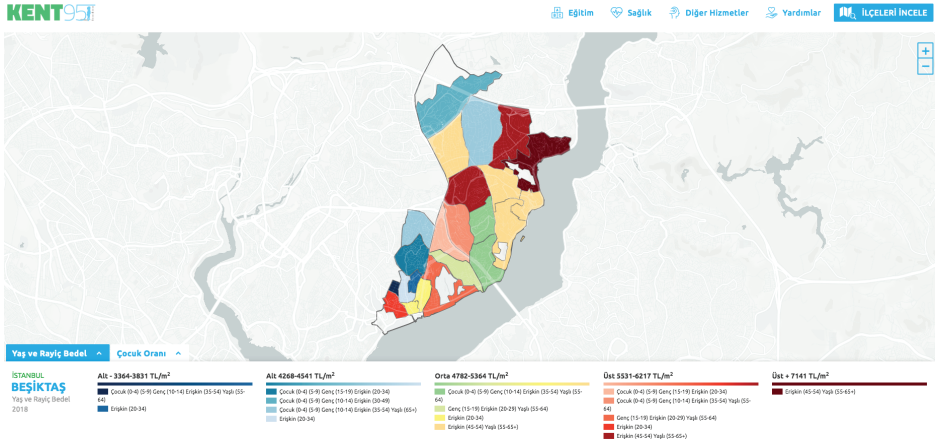 KENT95
Eğitim
Sağlık
Diğer Hizmetler
Yardımlar
İLÇELERİ İNCELE
+
−
Yaş ve Rayiç Bedel
Çocuk Oranı
İSTANBUL
BEŞİKTAŞ
Yaş ve Rayiç Bedel
2018
Alt - 3364-3831 TL/m²
Çocuk (0-4) (5-9) Genç (10-14) Erişkin (35-54) Yaşlı (55-
64)
Erişkin (20-34)
Alt 4268-4541 TL/m²
Çocuk (0-4) (5-9) Genç (15-19) Erişkin (20-34)
Çocuk (0-4) (5-9) Genç (10-14) Erişkin (30-49)
Çocuk (0-4) (5-9) Genç (10-14) Erişkin (35-54) Yaşlı (65+)
Erişkin (20-34)
Orta 4782-5364 TL/m²
Çocuk (0-4) (5-9) Genç (10-14) Erişkin (35-54) Yaşlı (55-
64)
Genç (15-19) Erişkin (20-29) Yaşlı (55-64)
Erişkin (20-34)
Erişkin (45-54) Yaşlı (55-65+)
Üst 5531-6217 TL/m²
Çocuk (0-4) (5-9) Genç (15-19) Erişkin (20-34)
Çocuk (0-4) (5-9) Genç (10-14) Erişkin (35-54) Yaşlı (55-
64)
Genç (15-19) Erişkin (20-29) Yaşlı (55-64)
Erişkin (20-34)
Erişkin (45-54) Yaşlı (55-65+)
Üst + 7141 TL/m²
Erişkin (45-54) Yaşlı (55-65+)